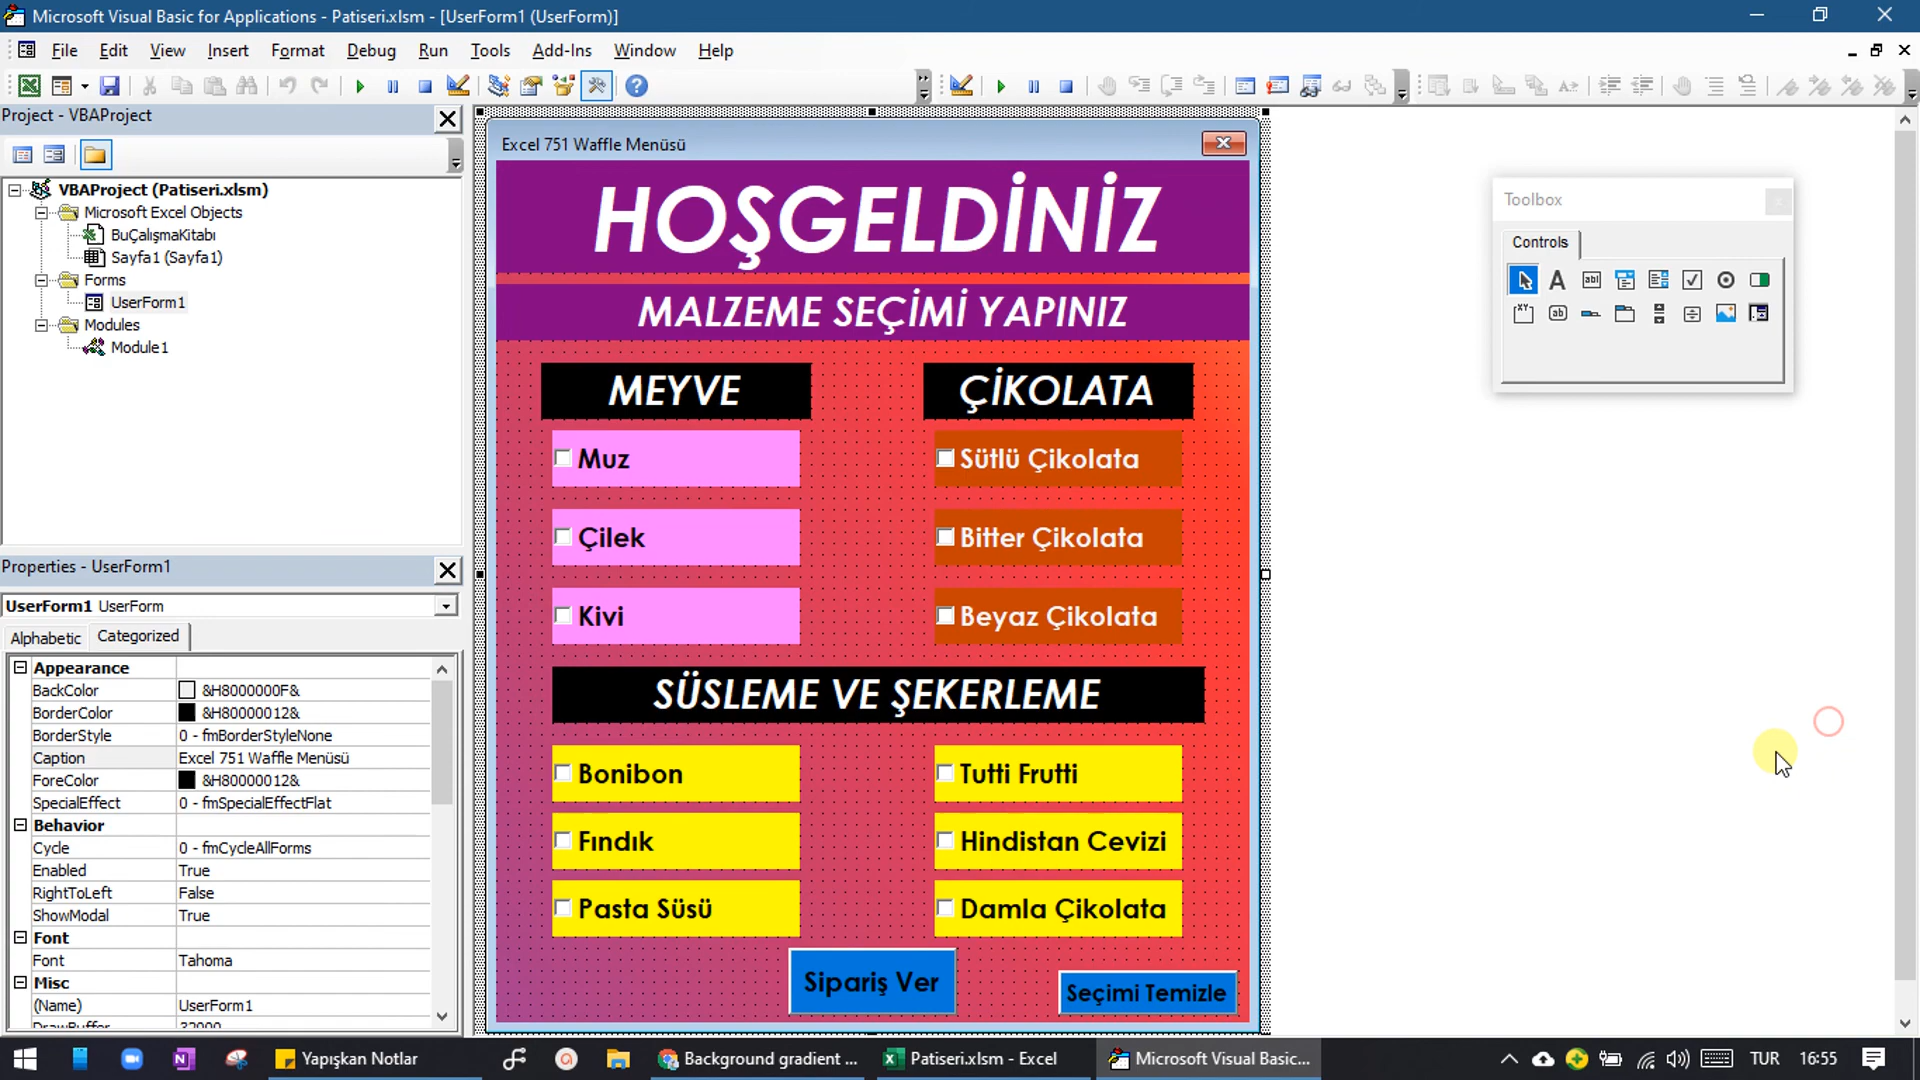 Microsoft Visual Basic for Applications - Patiseri.xlsm - [UserForm1 (UserForm)]
File Edit View Insert Format Debug Run Tools Add-Ins Window Help
Project - VBAProject
VBAProject (Patiseri.xlsm)
Microsoft Excel Objects
BuÇalışmaKitabı
Sayfa1 (Sayfa1)
Forms
UserForm1
Modules
Module1
Properties - UserForm1
UserForm1 UserForm
Alphabetic Categorized
Appearance
BackColor &H8000000F&
BorderColor &H80000012&
BorderStyle 0 - fmBorderStyleNone
Caption Excel 751 Waffle Menüsü
ForeColor &H80000012&
SpecialEffect 0 - fmSpecialEffectFlat
Behavior
Cycle 0 - fmCycleAllForms
Enabled True
RightToLeft False
ShowModal True
Font
Font Tahoma
Misc
(Name) UserForm1
DrawBuffer 32000
Excel 751 Waffle Menüsü
HOŞGELDİNİZ
MALZEME SEÇİMİ YAPINIZ
MEYVE
ÇİKOLATA
Muz
Sütlü Çikolata
Çilek
Bitter Çikolata
Kivi
Beyaz Çikolata
SÜSLEME VE ŞEKERLEME
Bonibon
Tutti Frutti
Fındık
Hindistan Cevizi
Pasta Süsü
Damla Çikolata
Sipariş Ver
Seçimi Temizle
Toolbox
Controls
Yapışkan Notlar
Background gradient ...
Patiseri.xlsm - Excel
Microsoft Visual Basic...
TUR
16:55